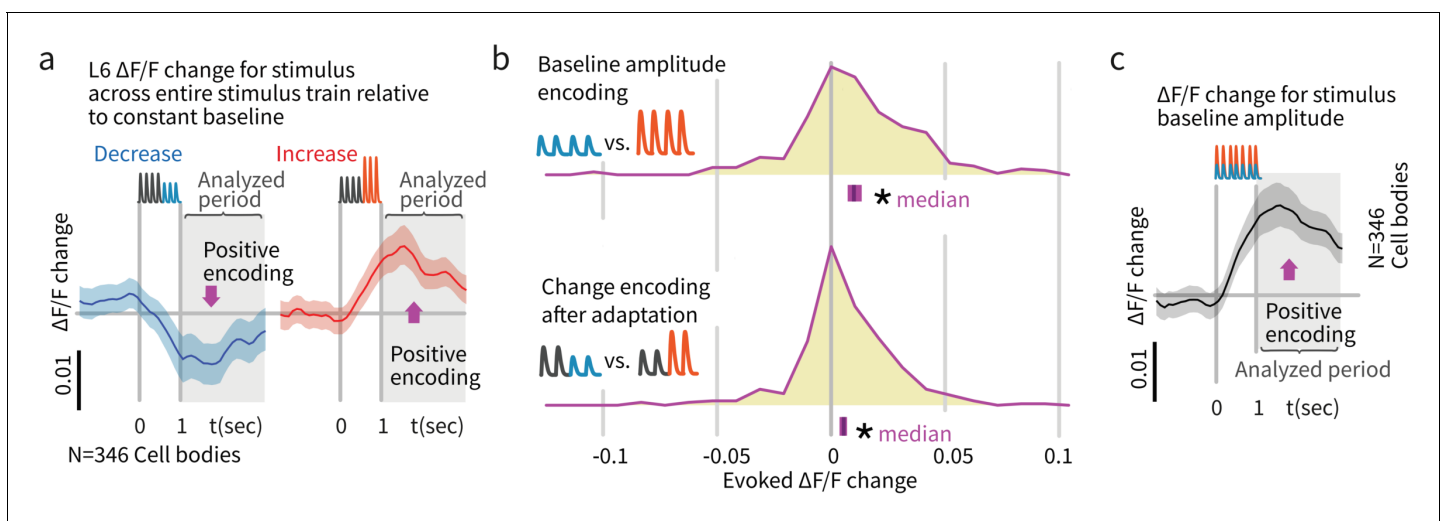 a
L6 ΔF/F change for stimulus
across entire stimulus train relative
to constant baseline
Decrease
Increase
Analyzed
period
Analyzed
period
Positive
encoding
Positive
encoding
ΔF/F change
0.01
0 1 t(sec)
0 1 t(sec)
N=346 Cell bodies
b
Baseline amplitude
encoding
vs.
* median
Change encoding
after adaptation
vs.
* median
-0.1 -0.05 0 0.05 0.1
Evoked ΔF/F change
c
ΔF/F change for stimulus
baseline amplitude
N=346
Cell bodies
ΔF/F change
Positive
encoding
Analyzed period
0.01
0 1 t(sec)